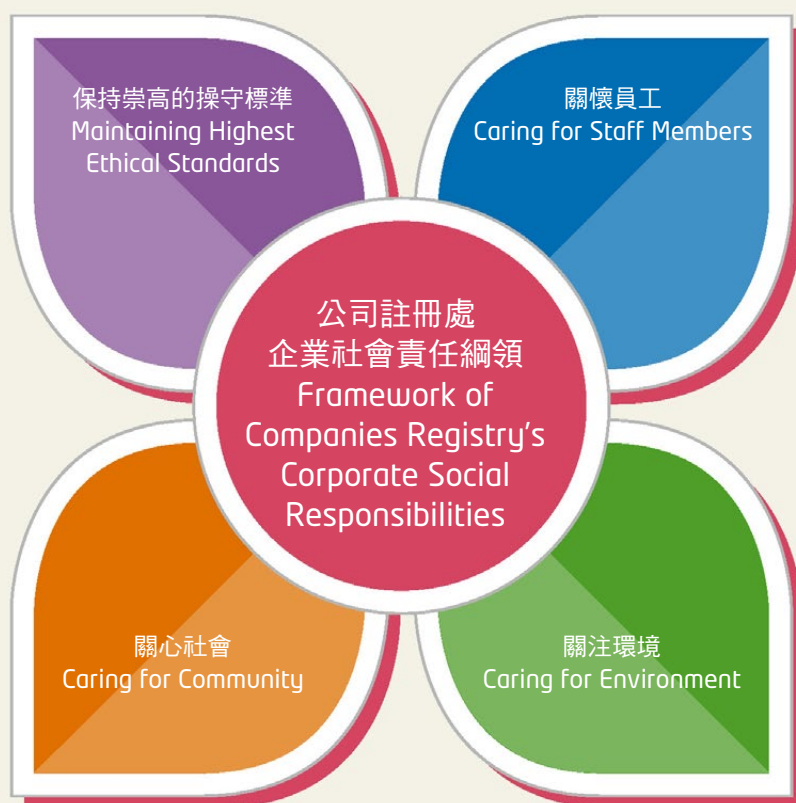 保持崇高的操守標準
Maintaining Highest
Ethical Standards
關懷員工
Caring for Staff Members
公司註冊處
企業社會責任綱領
Framework of
Companies Registry's
Corporate Social
Responsibilities
關心社會
Caring for Community
關注環境
Caring for Environment